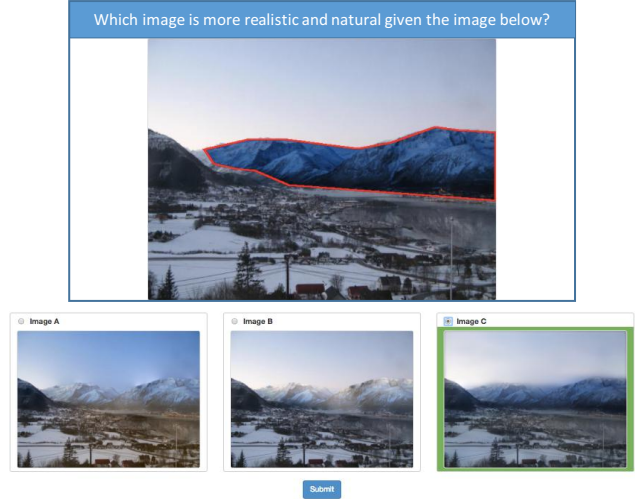 Which image is more realistic and natural given the image below?
Image A
Image B
Image C
Submit